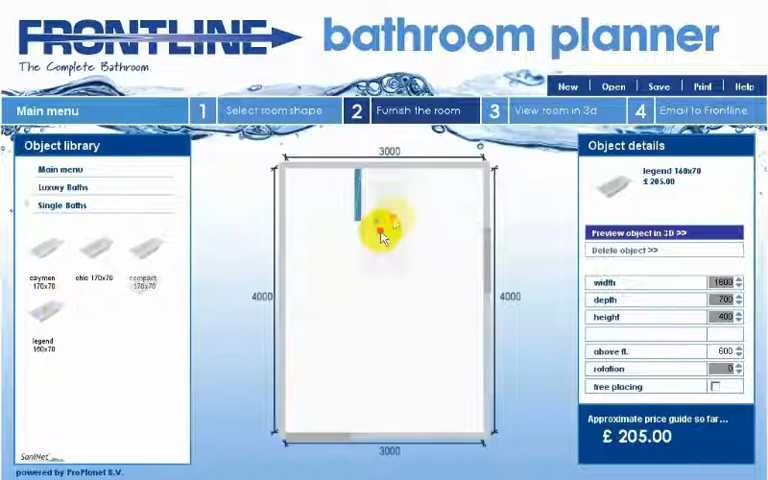 FRONTLINE bathroom planner
The Complete Bathroom
New Open Save Print Help
Main menu 1 Select room shape 2 Furnish the room 3 View room in 3d 4 Email to Frontline
Object library
Main menu
Luxury Baths
Single Baths
caymen 170x70
chic 170x70
compact 170x70
legend 160x70
SaniNet
powered by ProPlanet B.V.
3000
4000
4000
3000
Object details
legend 160x70
£ 205.00
Preview object in 3D >>
Delete object >>
width 1600
depth 700
height 400
above fl. 600
rotation 0
free placing
Approximate price guide so far...
£ 205.00